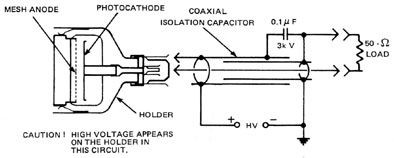 MESH ANODE
PHOTOCATHODE
COAXIAL
ISOLATION CAPACITOR
0.1 µF
3k V
50-Ω
LOAD
HOLDER
+ HV −
CAUTION ! HIGH VOLTAGE APPEARS
ON THE HOLDER IN
THIS CIRCUIT.